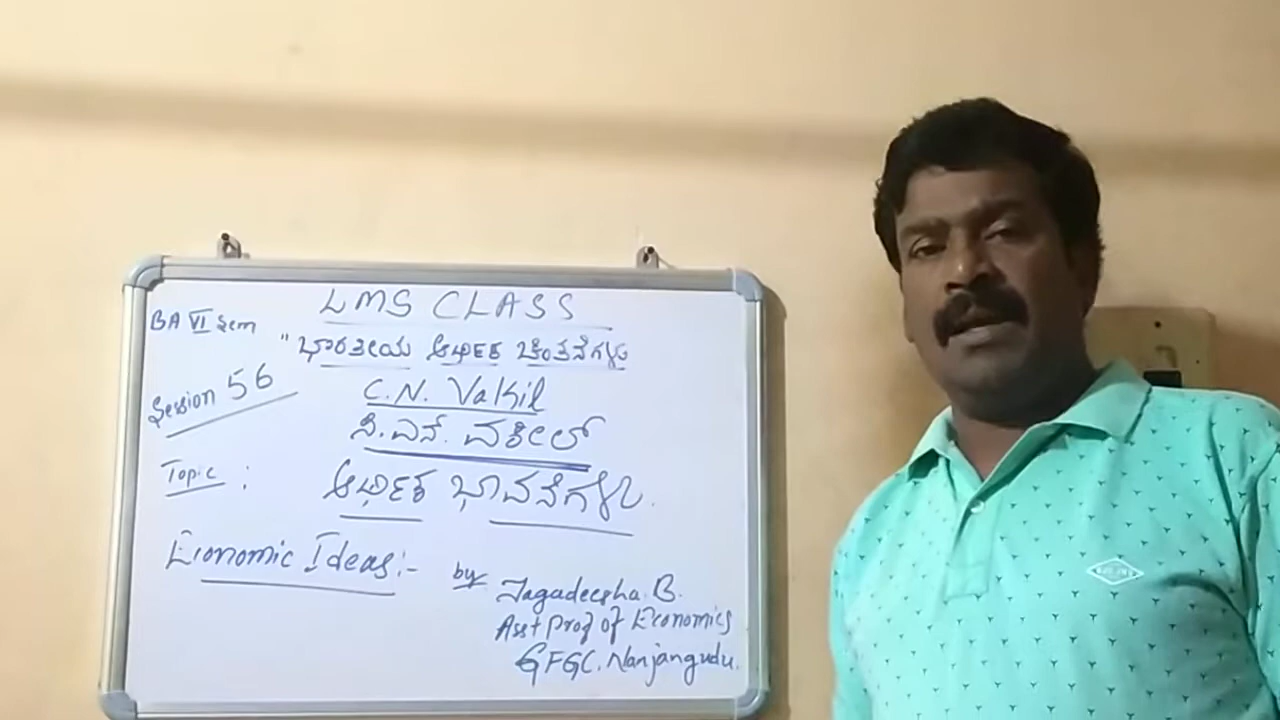 LMS CLASS
BA VI Sem
"ಭಾರತೀಯ ಆರ್ಥಿಕ ಚಿಂತನೆಗಳು
Session 56
C.N. Vakil
ಸಿ.ಎನ್. ವಕೀಲ್
Topic :
ಆರ್ಥಿಕ ಭಾವನೆಗಳು.
Economic Ideas:-
by Jagadeesha. B.
Asst Prof of Economics
GFGC. Nanjangudu.